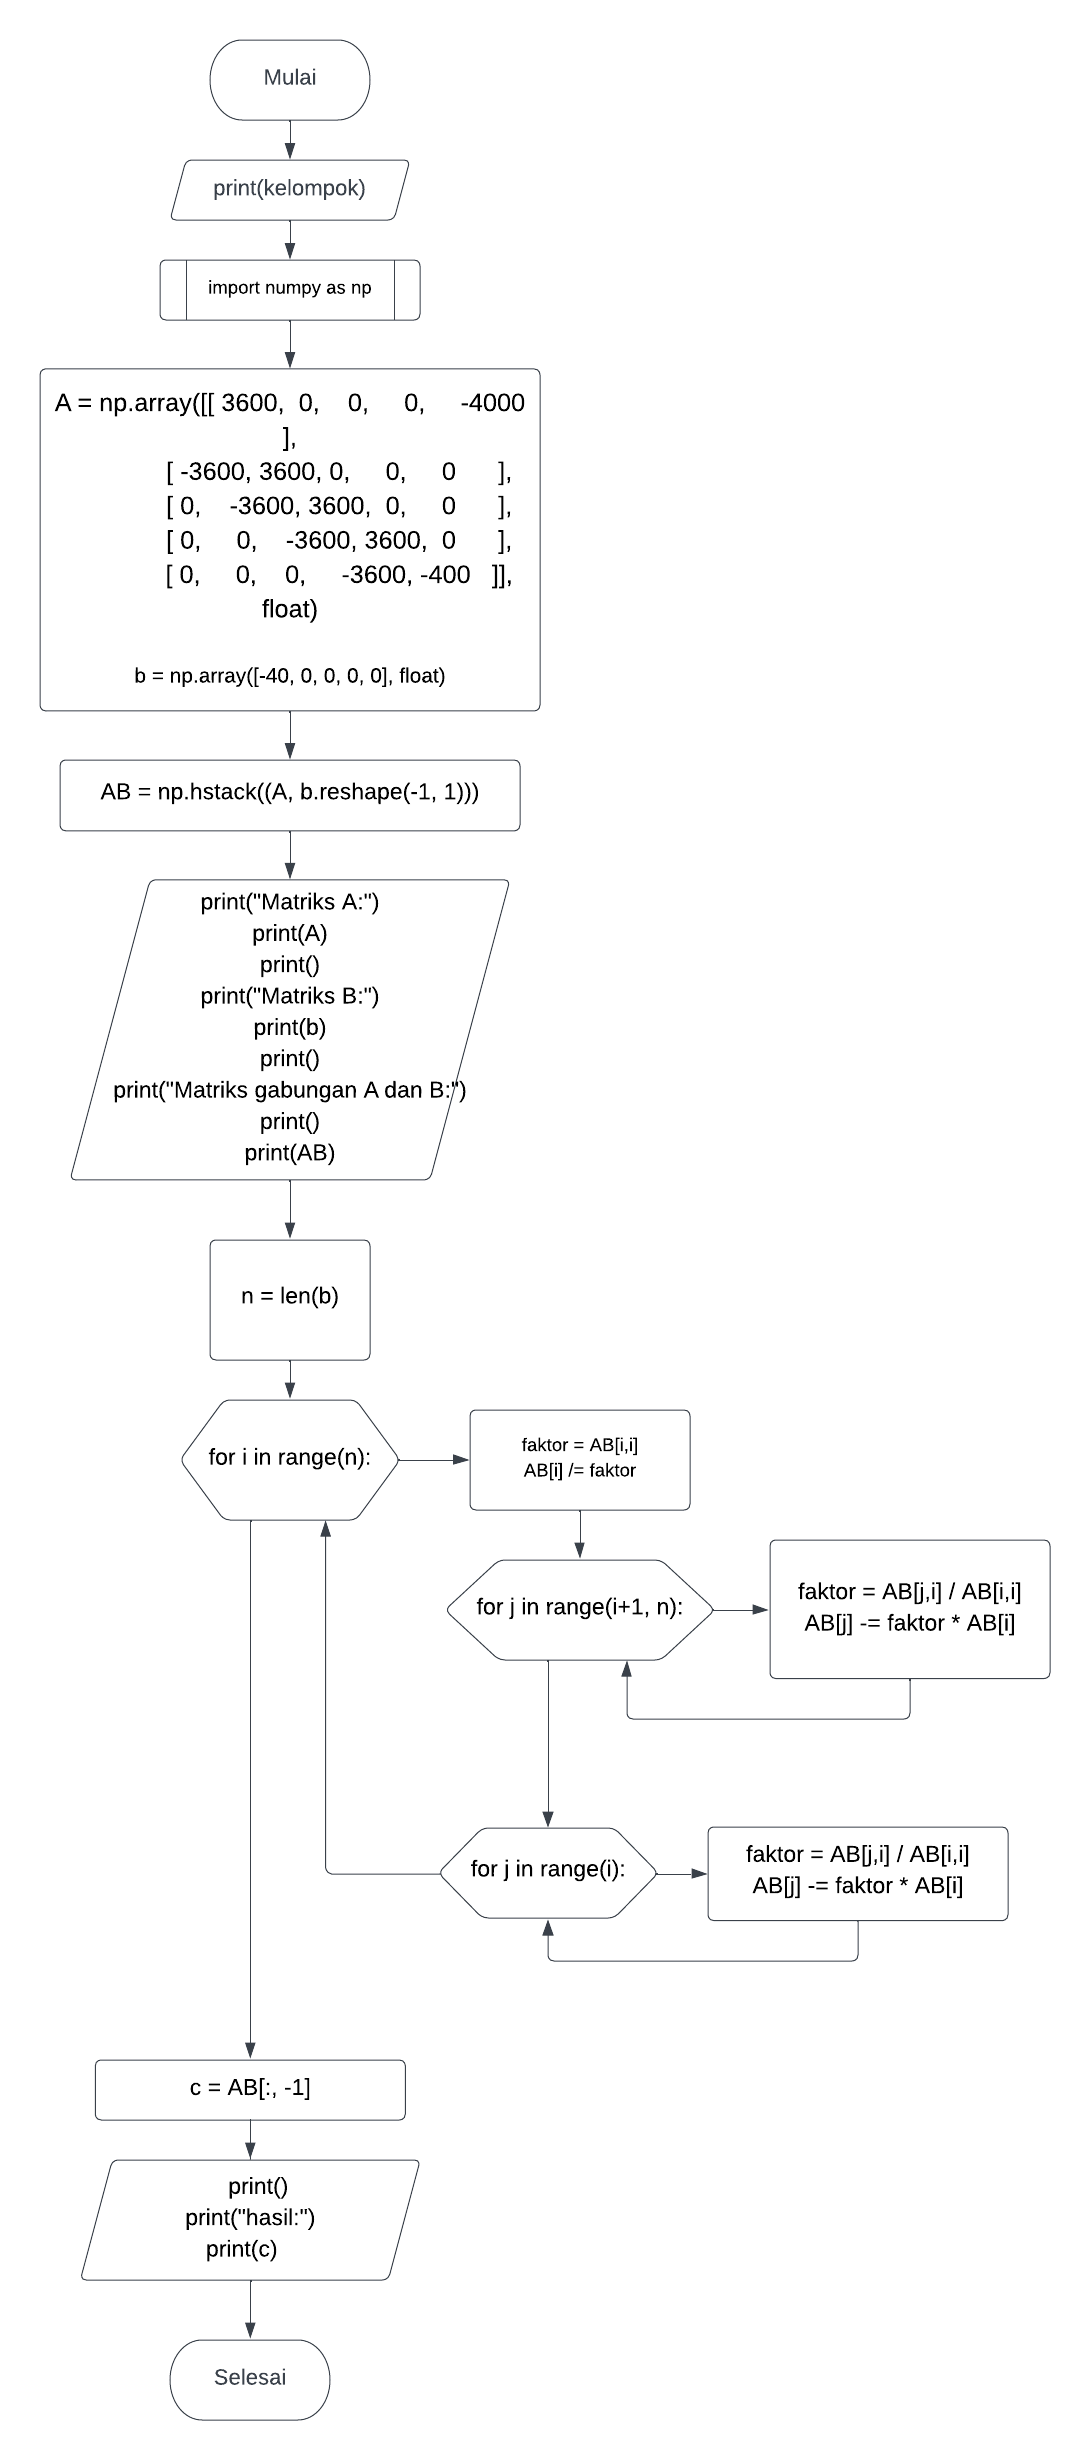 Mulai
print(kelompok)
import numpy as np
A = np.array([[ 3600, 0, 0, 0, -4000
],
[ -3600, 3600, 0, 0, 0 ],
[ 0, -3600, 3600, 0, 0 ],
[ 0, 0, -3600, 3600, 0 ],
[ 0, 0, 0, -3600, -400 ]],
float)
b = np.array([-40, 0, 0, 0, 0], float)
AB = np.hstack((A, b.reshape(-1, 1)))
print("Matriks A:")
print(A)
print()
print("Matriks B:")
print(b)
print()
print("Matriks gabungan A dan B:")
print()
print(AB)
n = len(b)
for i in range(n):
faktor = AB[i,i]
AB[i] /= faktor
for j in range(i+1, n):
faktor = AB[j,i] / AB[i,i]
AB[j] -= faktor * AB[i]
for j in range(i):
faktor = AB[j,i] / AB[i,i]
AB[j] -= faktor * AB[i]
c = AB[:, -1]
print()
print("hasil:")
print(c)
Selesai